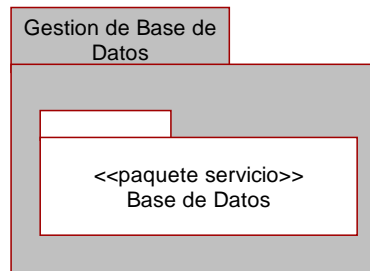 Gestion de Base de
Datos
<<paquete servicio>>
Base de Datos